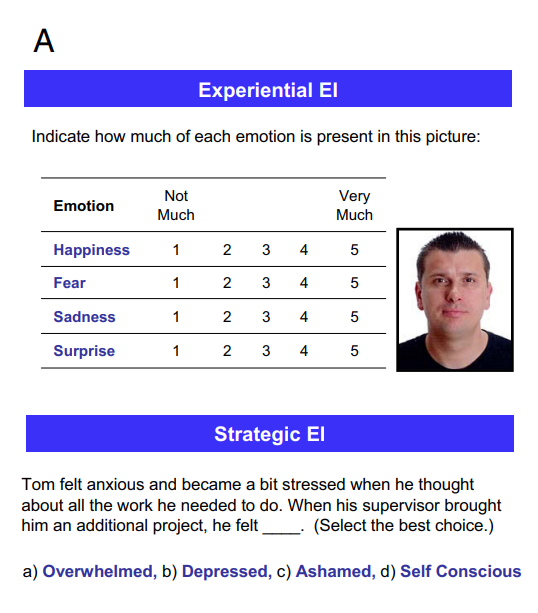 A
Experiential EI
Indicate how much of each emotion is present in this picture:
Emotion Not Much Very Much
Happiness 1 2 3 4 5
Fear 1 2 3 4 5
Sadness 1 2 3 4 5
Surprise 1 2 3 4 5
Strategic EI
Tom felt anxious and became a bit stressed when he thought
about all the work he needed to do. When his supervisor brought
him an additional project, he felt ____. (Select the best choice.)
a) Overwhelmed, b) Depressed, c) Ashamed, d) Self Conscious